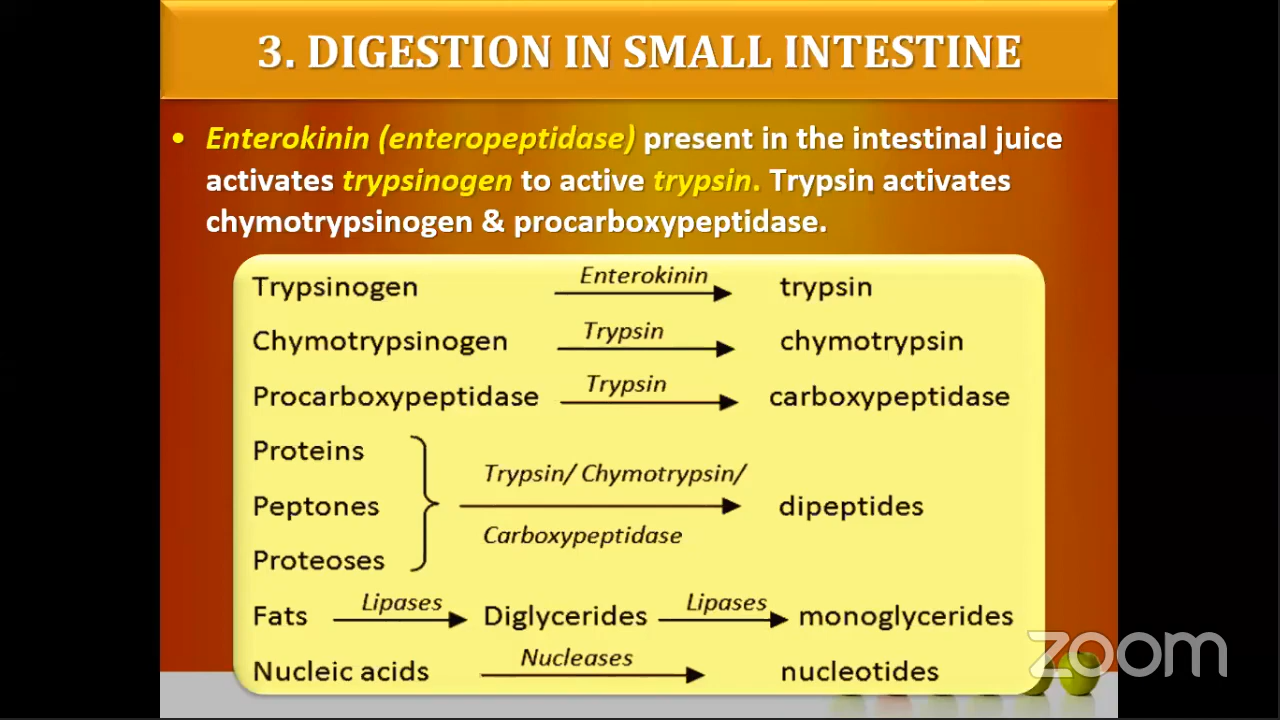 3. DIGESTION IN SMALL INTESTINE
• Enterokinin (enteropeptidase) present in the intestinal juice
activates trypsinogen to active trypsin. Trypsin activates
chymotrypsinogen & procarboxypeptidase.
Trypsinogen Enterokinin trypsin
Chymotrypsinogen Trypsin chymotrypsin
Procarboxypeptidase Trypsin carboxypeptidase
Proteins
Trypsin/ Chymotrypsin/
Peptones dipeptides
Carboxypeptidase
Proteoses
Fats Lipases Diglycerides Lipases monoglycerides
Nucleic acids Nucleases nucleotides
zoom